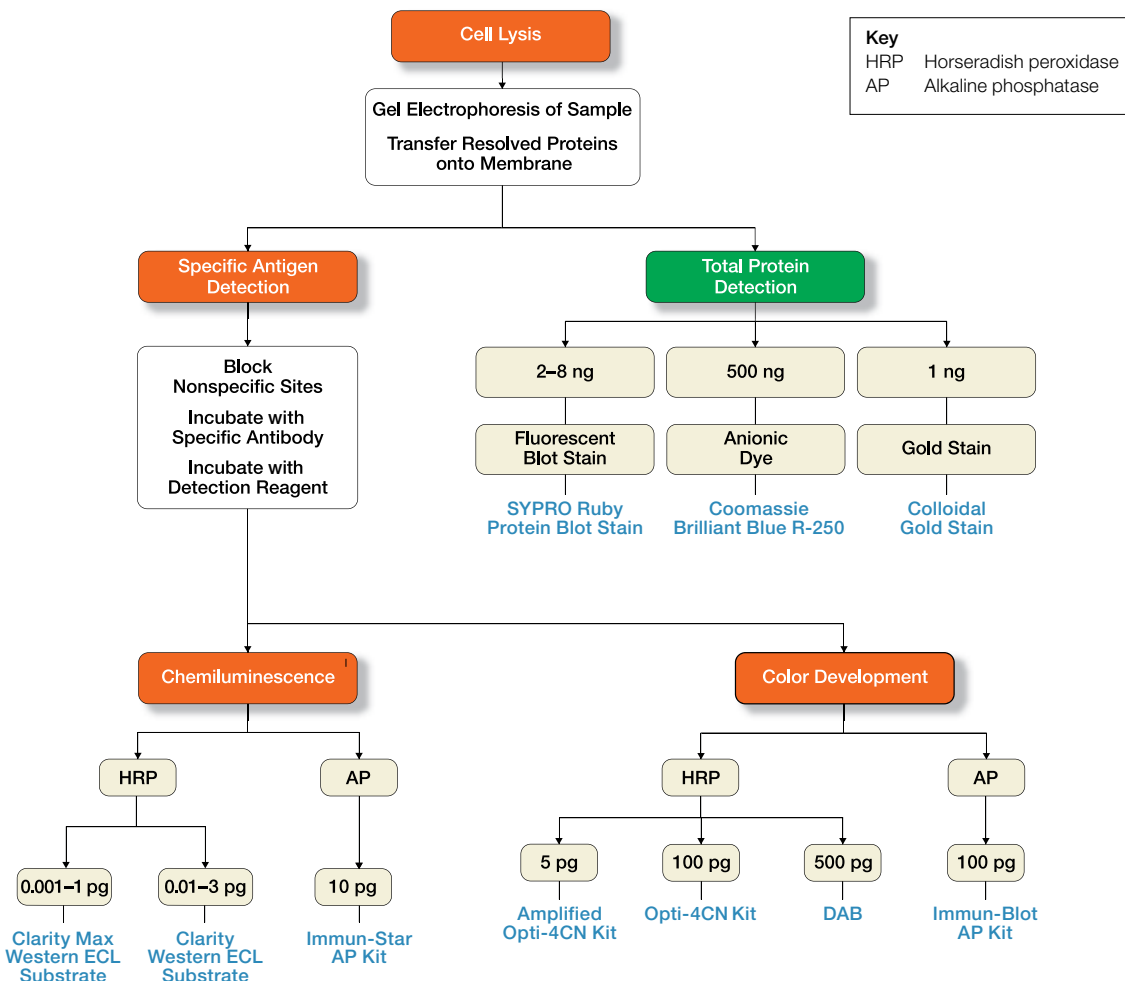 Cell Lysis
Key
HRP Horseradish peroxidase
AP Alkaline phosphatase
Gel Electrophoresis of Sample
Transfer Resolved Proteins
onto Membrane
Specific Antigen
Detection
Total Protein
Detection
Block
Nonspecific Sites
Incubate with
Specific Antibody
Incubate with
Detection Reagent
2–8 ng
500 ng
1 ng
Fluorescent
Blot Stain
Anionic
Dye
Gold Stain
SYPRO Ruby
Protein Blot Stain
Coomassie
Brilliant Blue R-250
Colloidal
Gold Stain
Chemiluminescence
Color Development
HRP
AP
HRP
AP
0.001–1 pg
0.01–3 pg
10 pg
5 pg
100 pg
500 pg
100 pg
Clarity Max
Western ECL
Substrate
Clarity
Western ECL
Substrate
Immun-Star
AP Kit
Amplified
Opti-4CN Kit
Opti-4CN Kit
DAB
Immun-Blot
AP Kit